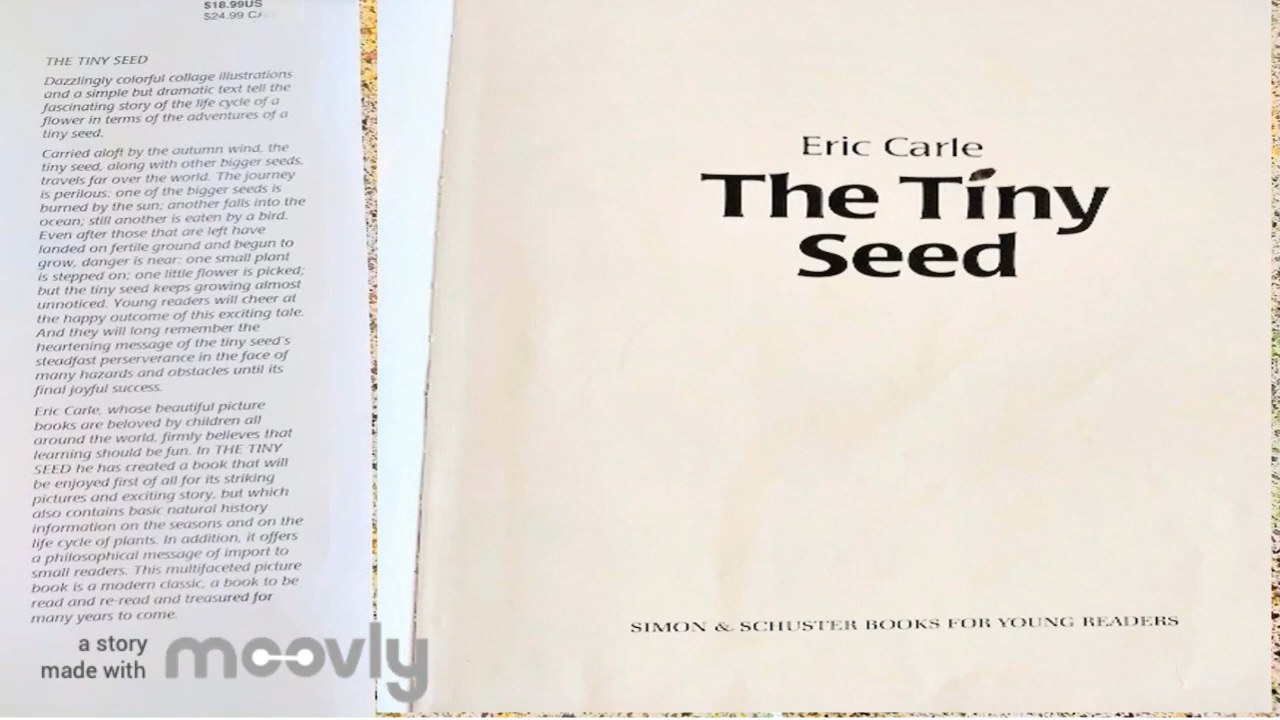 $18.99US
$24.99
THE TINY SEED
Dazzlingly colorful collage illustrations
and a simple but dramatic text tell the
fascinating story of the life cycle of a
flower in terms of the adventures of a
tiny seed.
Carried aloft by the autumn wind, the
tiny seed, along with other bigger seeds,
travels far over the world. The journey
is perilous: one of the bigger seeds is
burned by the sun; another falls into the
ocean; still another is eaten by a bird.
Even after those that are left have
landed on fertile ground and begun to
grow, danger is near: one small plant
is stepped on; one little flower is picked;
but the tiny seed keeps growing almost
unnoticed. Young readers will cheer at
the happy outcome of this exciting tale.
And they will long remember the
heartening message of the tiny seed's
steadfast perserverance in the face of
many hazards and obstacles until its
final joyful success.
Eric Carle, whose beautiful picture
books are beloved by children all
around the world, firmly believes that
learning should be fun. In THE TINY
SEED he has created a book that will
be enjoyed first of all for its striking
pictures and exciting story, but which
also contains basic natural history
information on the seasons and on the
life cycle of plants. In addition, it offers
a philosophical message of import to
small readers. This multifaceted picture
book is a modern classic, a book to be
read and re-read and treasured for
many years to come.
a story
made with
moovly
Eric Carle
The Tiny
Seed
SIMON & SCHUSTER BOOKS FOR YOUNG READERS